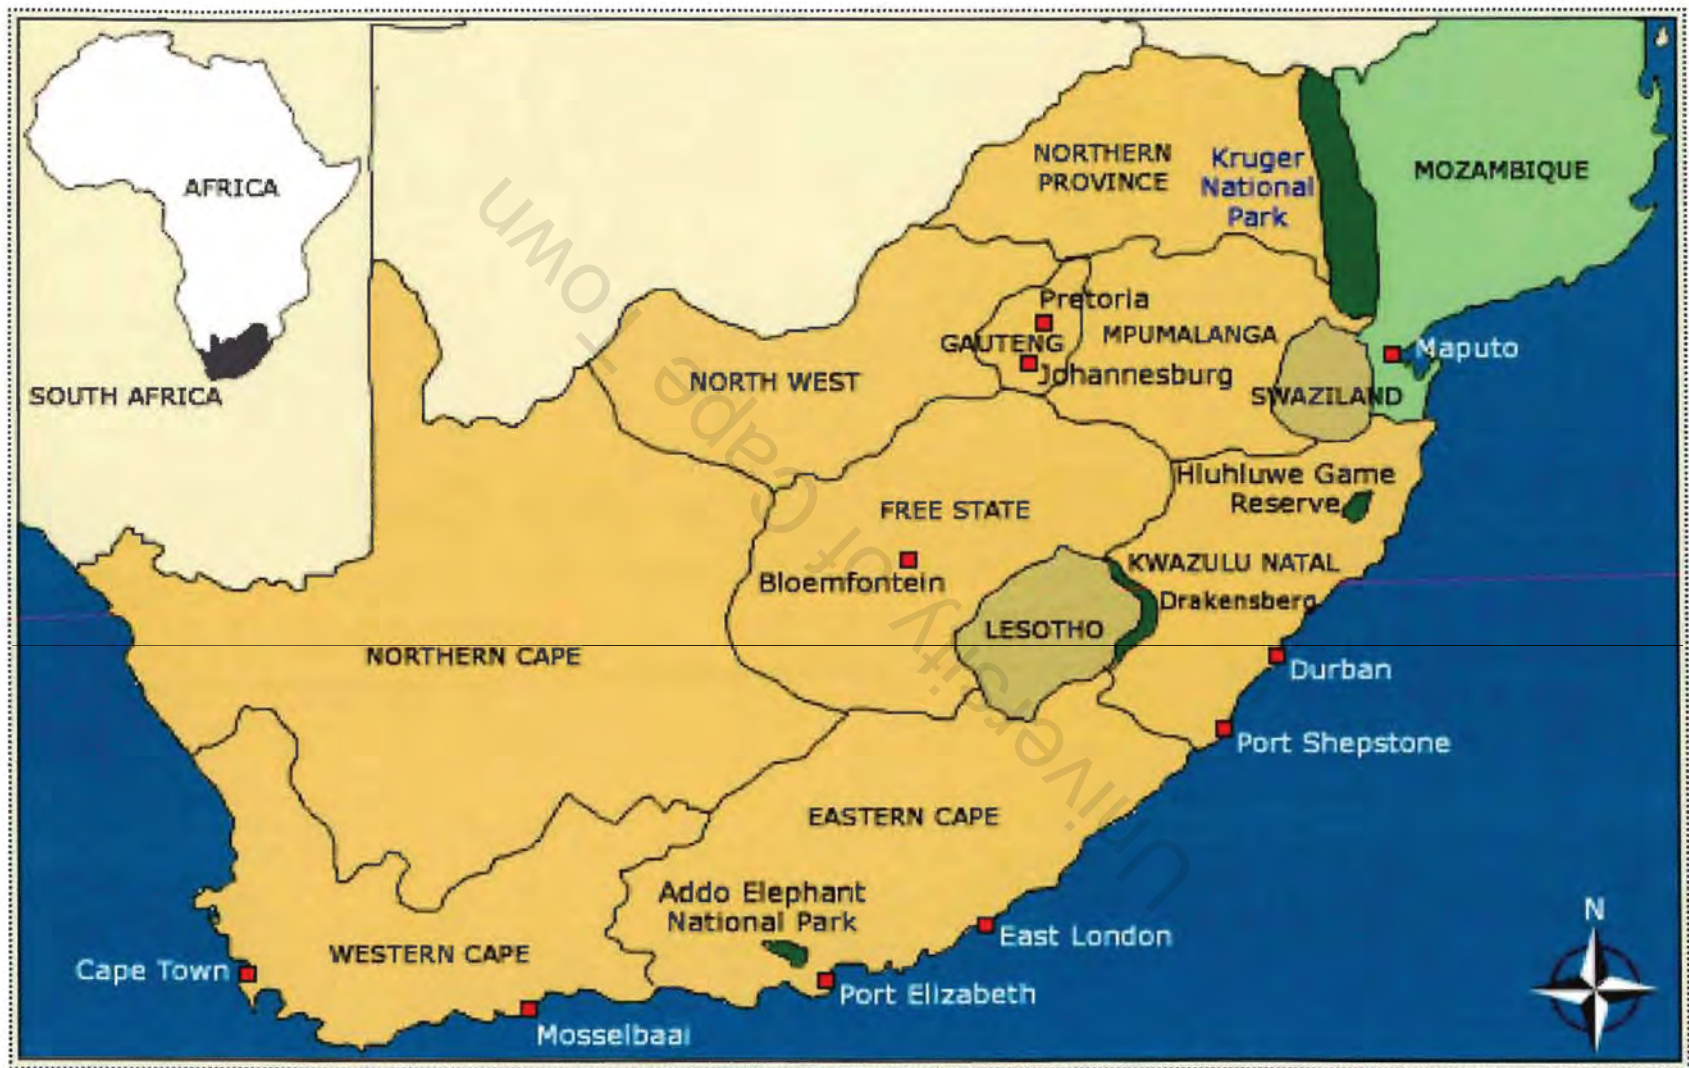 AFRICA
SOUTH AFRICA
NORTHERN
PROVINCE
Kruger
National
Park
MOZAMBIQUE
Pretoria
GAUTENG
MPUMALANGA
Johannesburg
Maputo
NORTH WEST
SWAZILAND
Hluhluwe Game
Reserve
FREE STATE
KWAZULU NATAL
Bloemfontein
Drakensberg
LESOTHO
NORTHERN CAPE
Durban
Port Shepstone
EASTERN CAPE
Addo Elephant
National Park
East London
WESTERN CAPE
Cape Town
Port Elizabeth
Mosselbaai
N
University of Cape Town